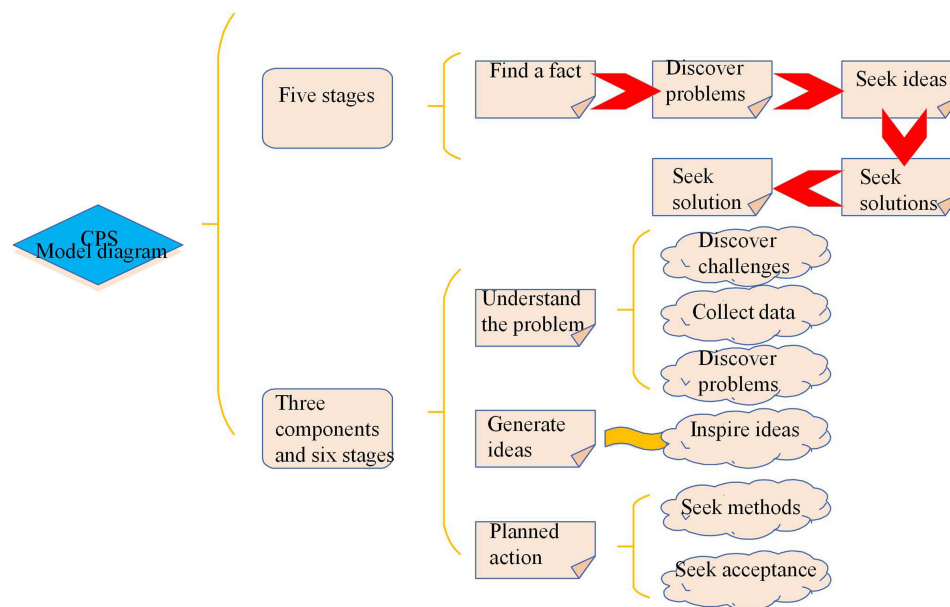 CPS
Model diagram
Five stages
Find a fact
Discover
problems
Seek ideas
Seek
solutions
Seek
solution
Three
components
and six stages
Understand
the problem
Discover
challenges
Collect data
Discover
problems
Generate
ideas
Inspire ideas
Planned
action
Seek methods
Seek acceptance